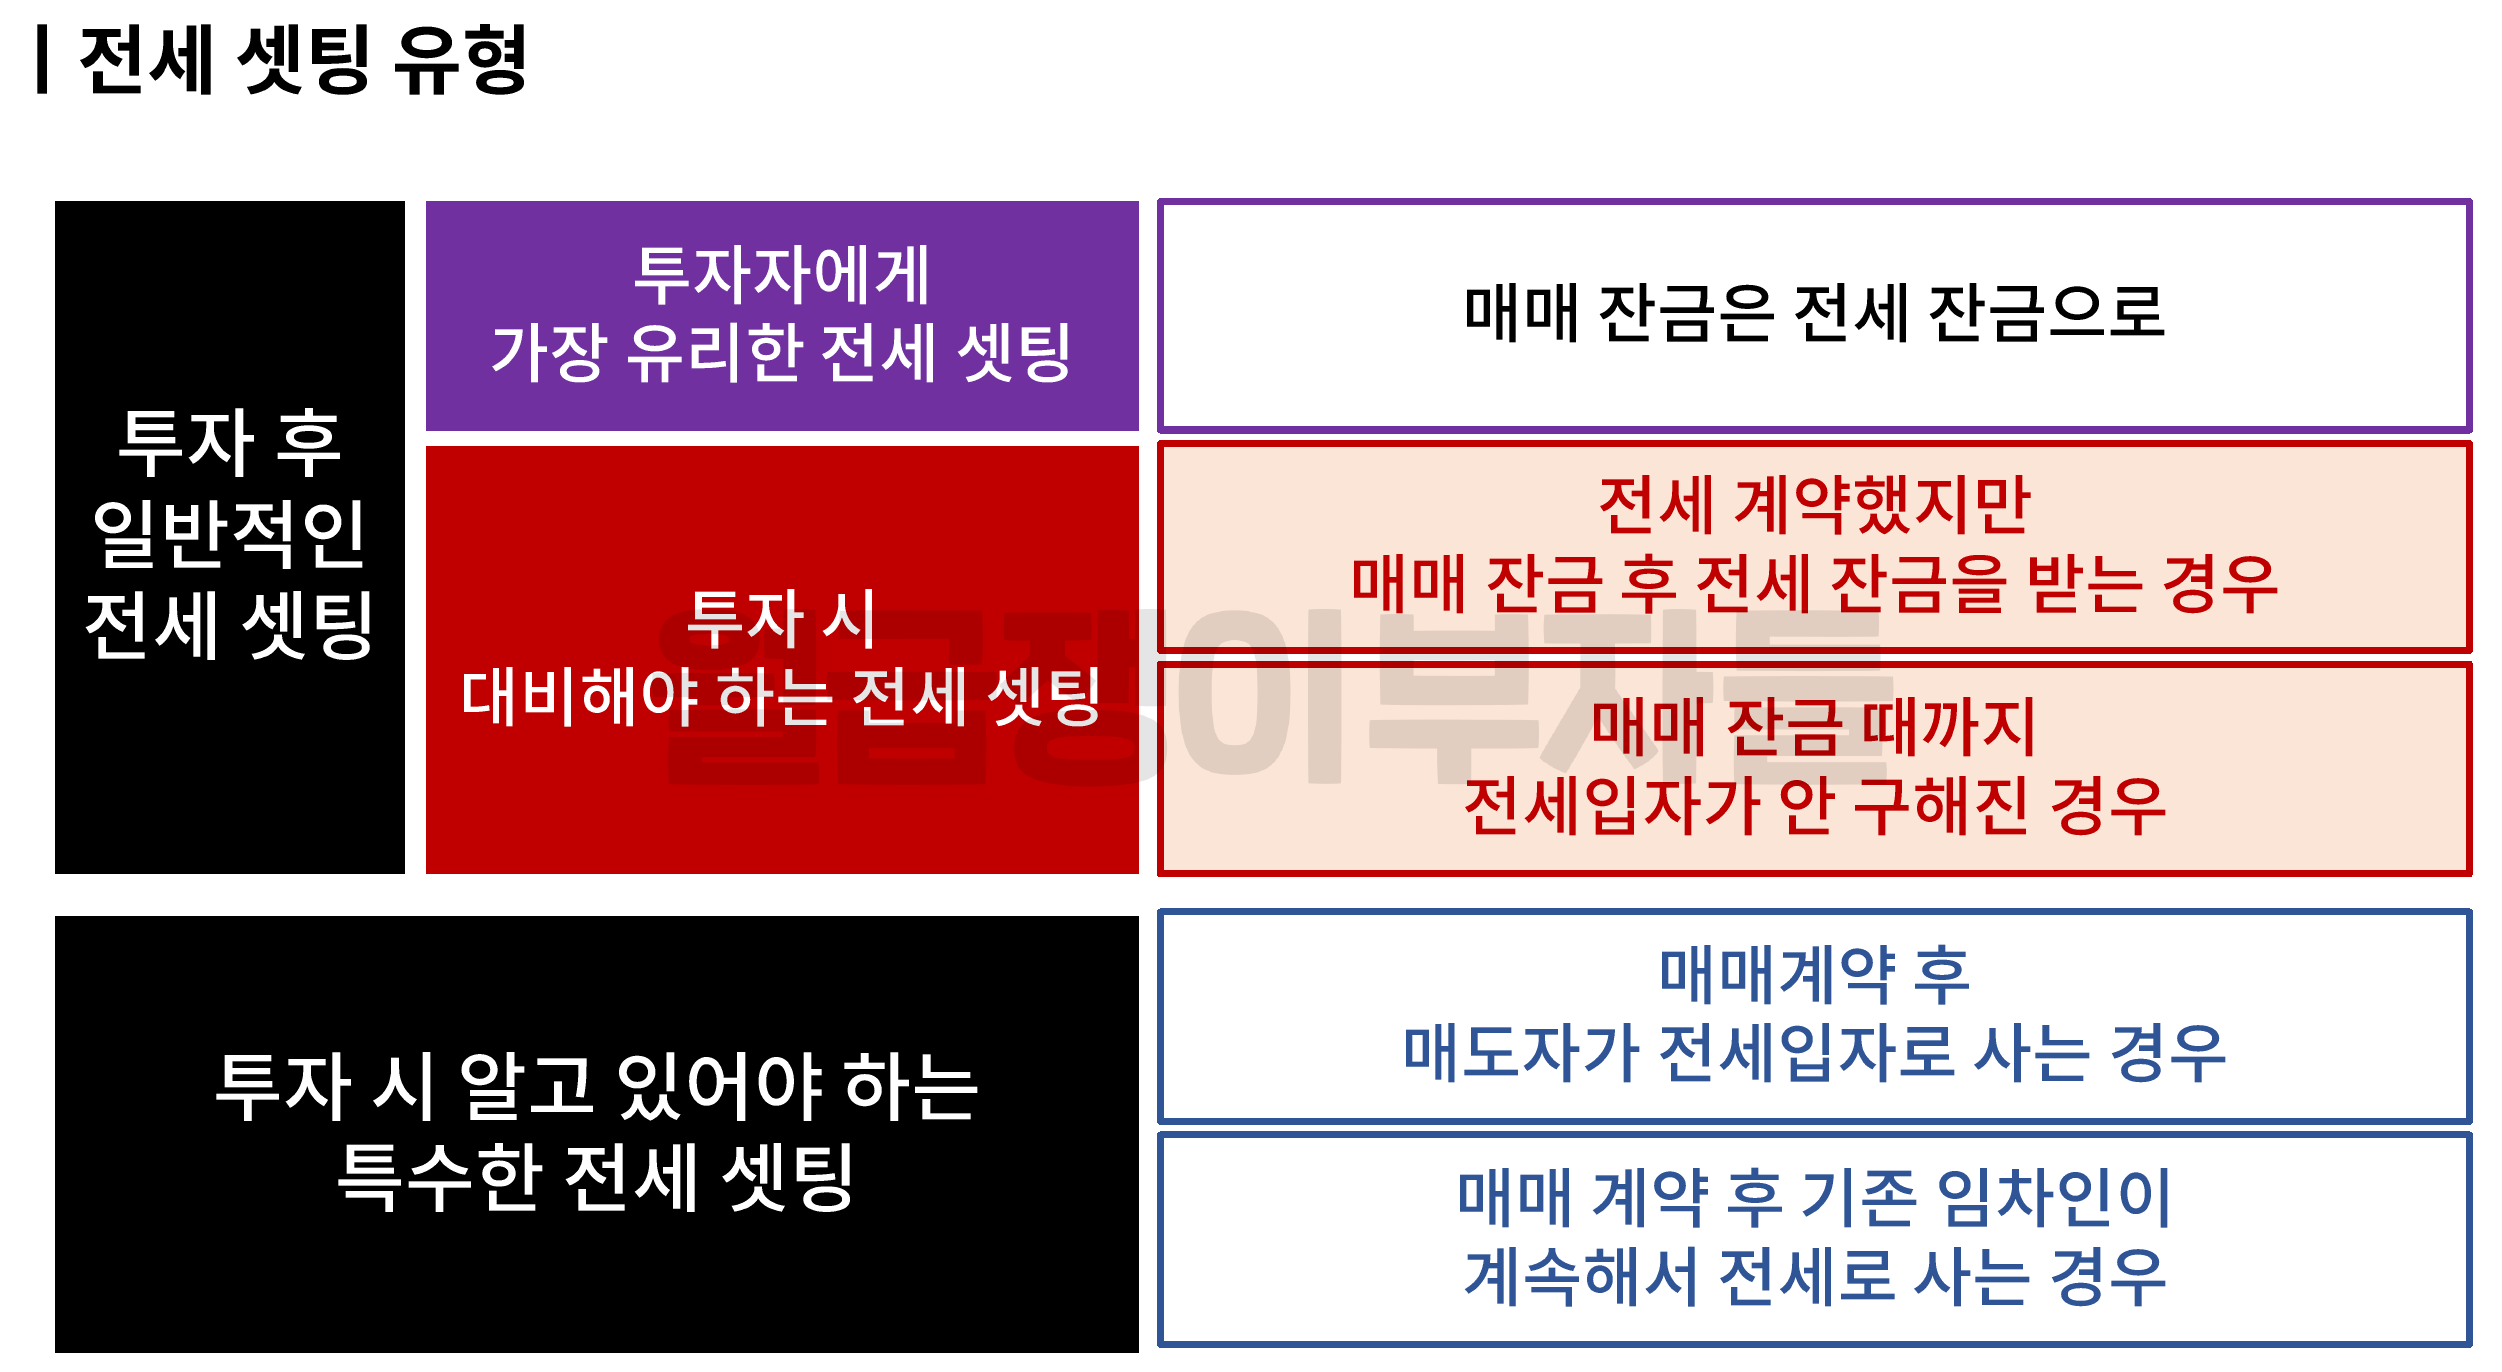 | 전세 셋팅 유형
투자 후
일반적인
전세 셋팅
투자자에게
가장 유리한 전세 셋팅
매매 잔금은 전세 잔금으로
투자 시
대비해야 하는 전세 셋팅
전세 계약했지만
매매 잔금 후 전세 잔금을 받는 경우
매매 잔금 때까지
전세입자가 안 구해진 경우
월급쟁이부자들
투자 시 알고 있어야 하는
특수한 전세 셋팅
매매계약 후
매도자가 전세입자로 사는 경우
매매 계약 후 기존 임차인이
계속해서 전세로 사는 경우